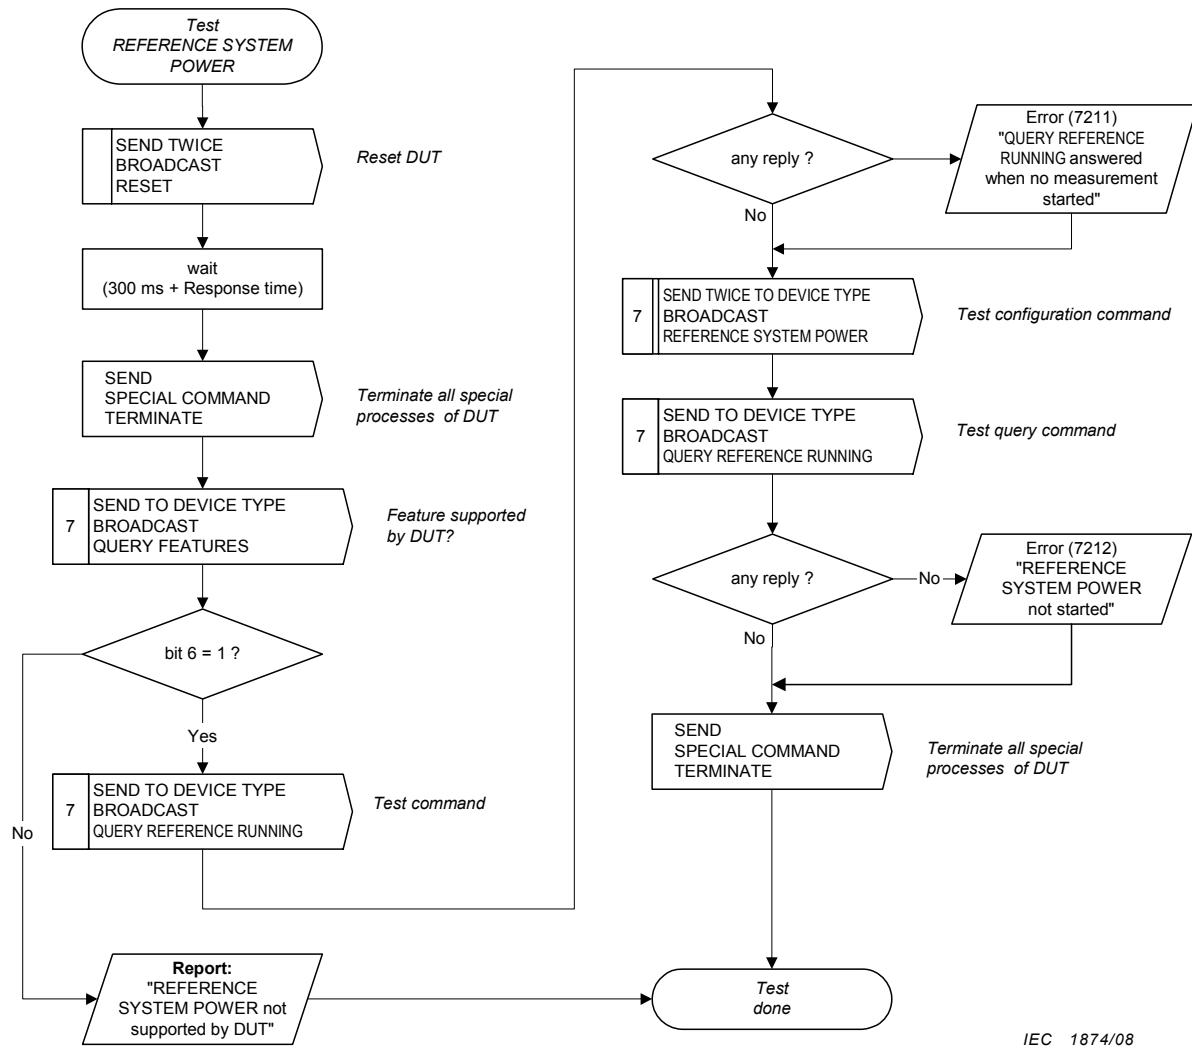 Test
REFERENCE SYSTEM
POWER
SEND TWICE
BROADCAST
RESET
Reset DUT
wait
(300 ms + Response time)
SEND
SPECIAL COMMAND
TERMINATE
Terminate all special
processes of DUT
7
SEND TO DEVICE TYPE
BROADCAST
QUERY FEATURES
Feature supported
by DUT?
bit 6 = 1 ?
Yes
No
7
SEND TO DEVICE TYPE
BROADCAST
QUERY REFERENCE RUNNING
Test command
Report:
"REFERENCE
SYSTEM POWER not
supported by DUT"
any reply ?
No
Error (7211)
"QUERY REFERENCE
RUNNING answered
when no measurement
started"
7
SEND TWICE TO DEVICE TYPE
BROADCAST
REFERENCE SYSTEM POWER
Test configuration command
7
SEND TO DEVICE TYPE
BROADCAST
QUERY REFERENCE RUNNING
Test query command
any reply ?
No
No
Error (7212)
"REFERENCE
SYSTEM POWER
not started"
SEND
SPECIAL COMMAND
TERMINATE
Terminate all special
processes of DUT
Test
done
IEC 1874/08